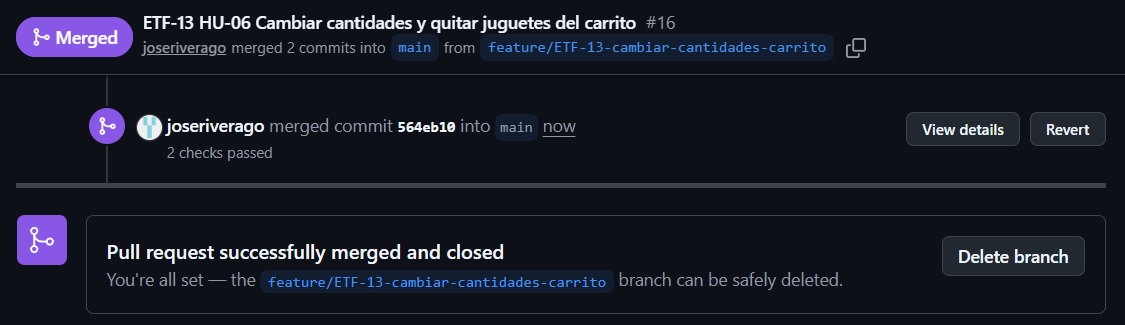 ETF-13 HU-06 Cambiar cantidades y quitar juguetes del carrito #16
Merged
joseriverago merged 2 commits into main from feature/ETF-13-cambiar-cantidades-carrito
joseriverago merged commit 564eb10 into main now
View details
Revert
2 checks passed
Pull request successfully merged and closed
You're all set — the feature/ETF-13-cambiar-cantidades-carrito branch can be safely deleted.
Delete branch